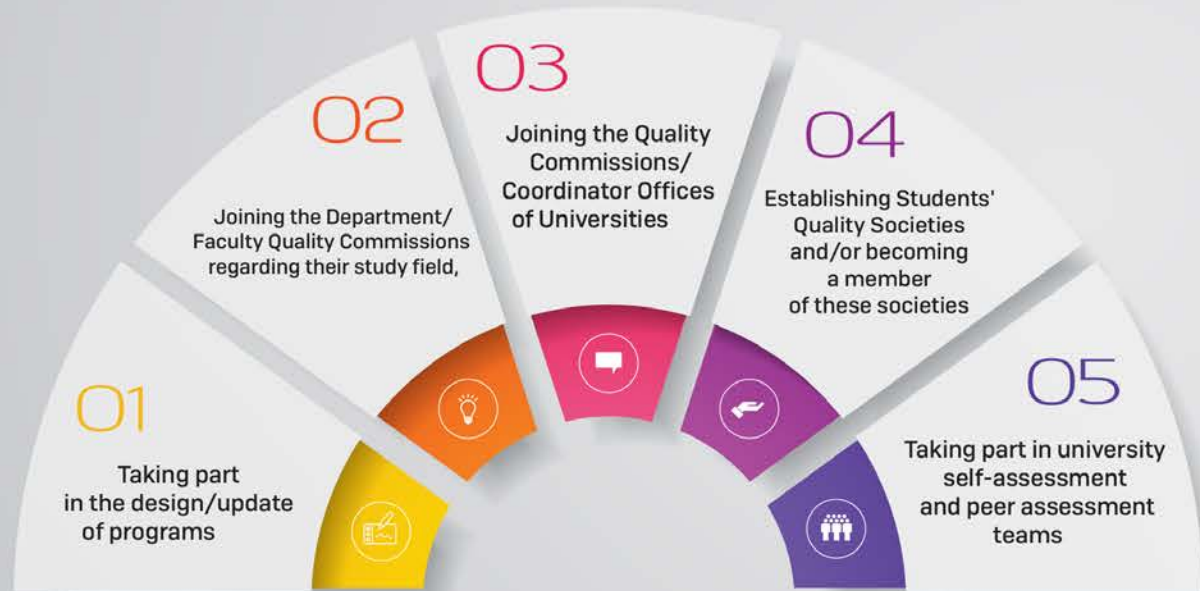 01
Taking part
in the design/update
of programs
02
Joining the Department/
Faculty Quality Commissions
regarding their study field,
03
Joining the Quality
Commissions/
Coordinator Offices
of Universities
04
Establishing Students'
Quality Societies
and/or becoming
a member
of these societies
05
Taking part in university
self-assessment
and peer assessment
teams